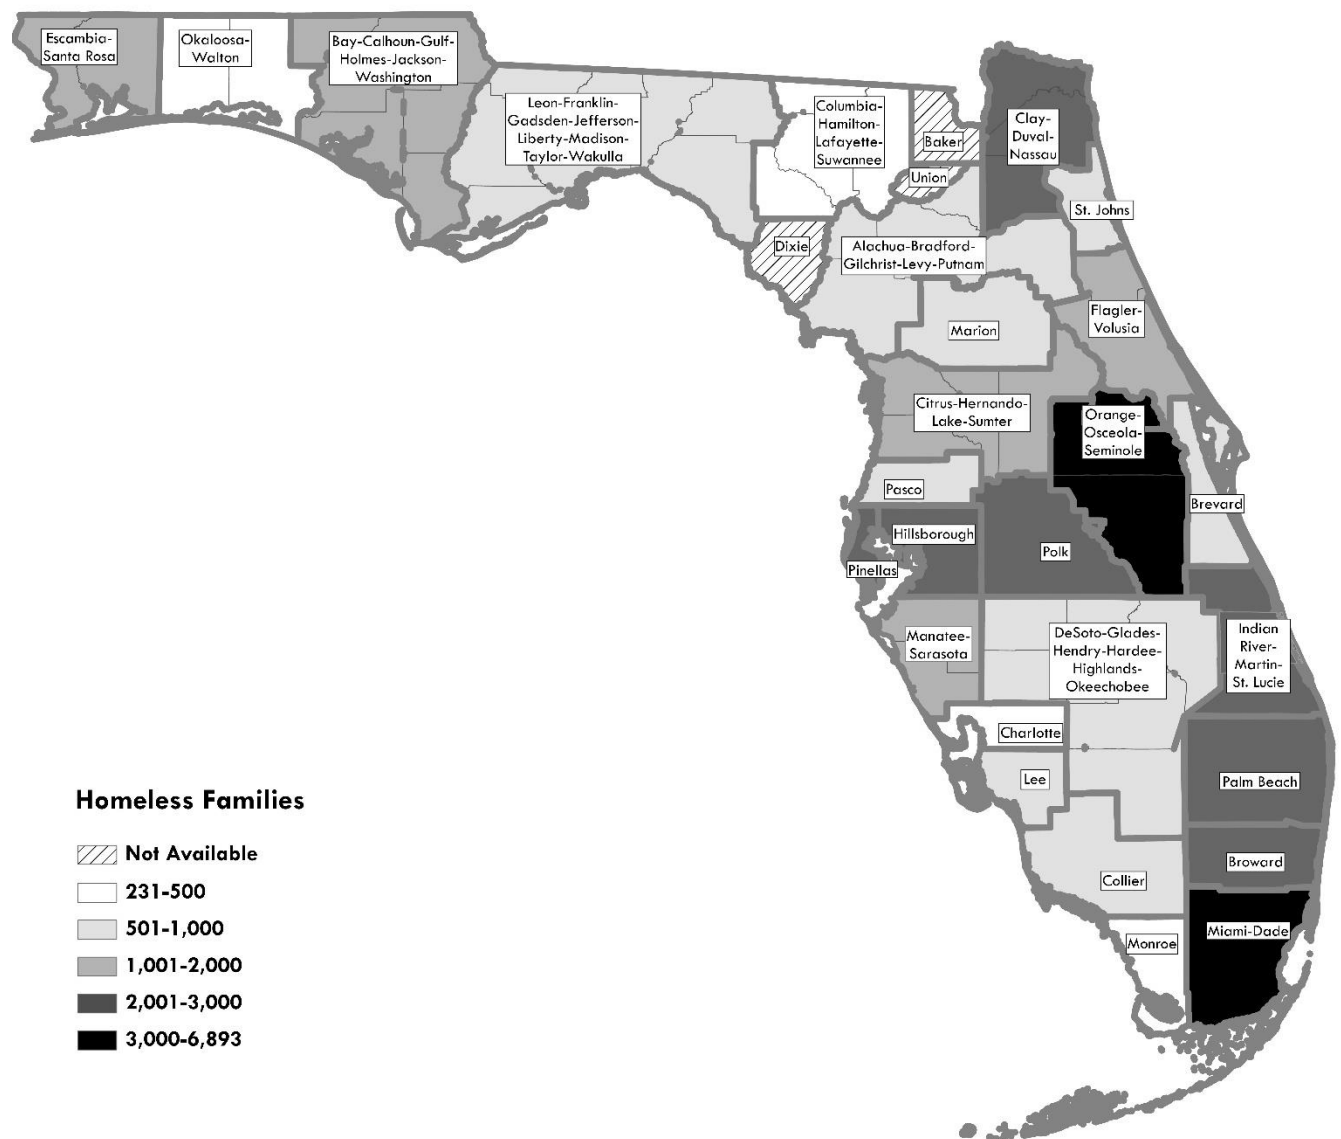 Escambia-
Santa Rosa
Okaloosa-
Walton
Bay-Calhoun-Gulf-
Holmes-Jackson-
Washington
Leon-Franklin-
Gadsden-Jefferson-
Liberty-Madison-
Taylor-Wakulla
Columbia-
Hamilton-
Lafayette-
Suwannee
Baker
Union
Clay-
Duval-
Nassau
St. Johns
Dixie
Alachua-Bradford-
Gilchrist-Levy-Putnam
Marion
Flagler-
Volusia
Citrus-Hernando-
Lake-Sumter
Orange-
Osceola-
Seminole
Pasco
Brevard
Hillsborough
Polk
Pinellas
Manatee-
Sarasota
DeSoto-Glades-
Hendry-Hardee-
Highlands-
Okeechobee
Indian
River-
Martin-
St. Lucie
Charlotte
Lee
Palm Beach
Broward
Collier
Miami-Dade
Monroe
Homeless Families
Not Available
231-500
501-1,000
1,001-2,000
2,001-3,000
3,000-6,893